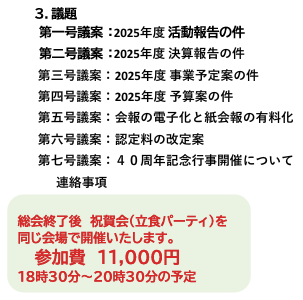 ３. 議題
第一号議案：2025年度 活動報告の件
第二号議案：2025年度 決算報告の件
第三号議案：2025年度 事業予定案の件
第四号議案：2025年度 予算案の件
第五号議案：会報の電子化と紙会報の有料化
第六号議案：認定料の改定案
第七号議案：４０周年記念行事開催について
連絡事項
総会終了後　祝賀会（立食パーティ）を
同じ会場で開催いたします。
参加費　11,000円
18時30分～20時30分の予定